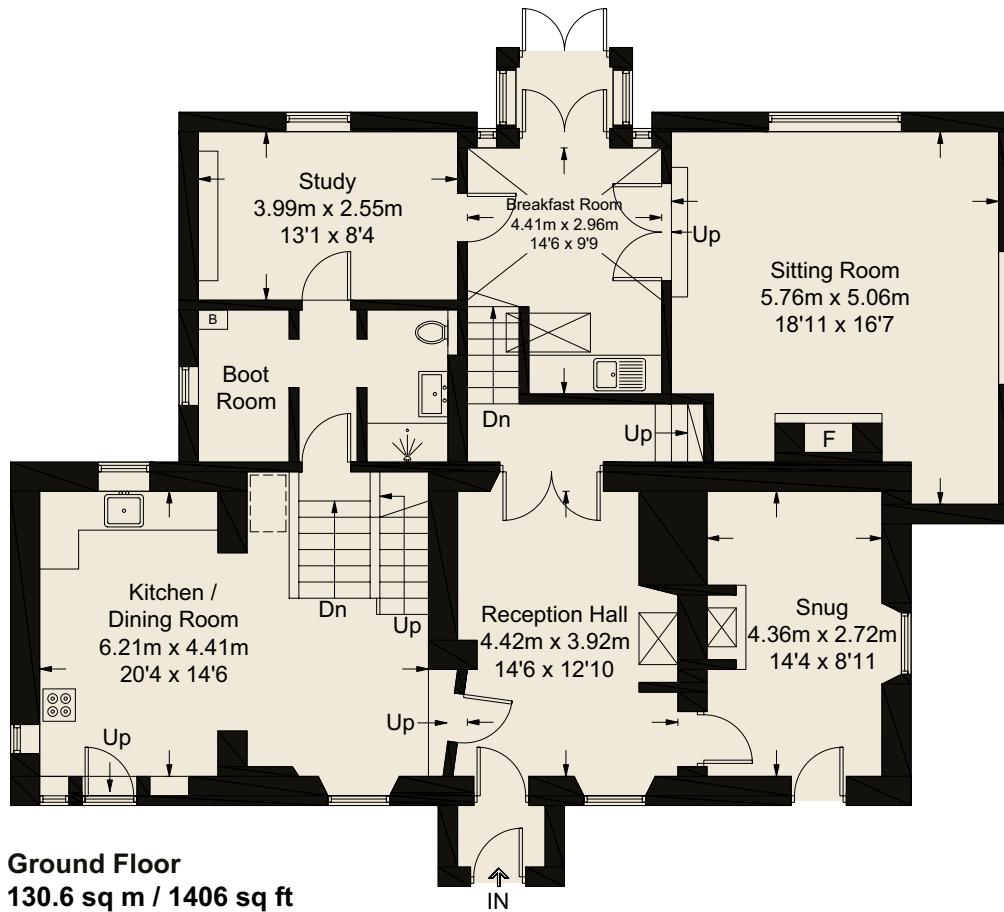 Study
3.99m x 2.55m
13'1 x 8'4
Breakfast Room
4.41m x 2.96m
14'6 x 9'9
Up
Sitting Room
5.76m x 5.06m
18'11 x 16'7
B
Boot
Room
Dn
Up
F
Kitchen /
Dining Room
6.21m x 4.41m
20'4 x 14'6
Dn
Up
Reception Hall
4.42m x 3.92m
14'6 x 12'10
Snug
4.36m x 2.72m
14'4 x 8'11
Up
Up
IN
Ground Floor
130.6 sq m / 1406 sq ft